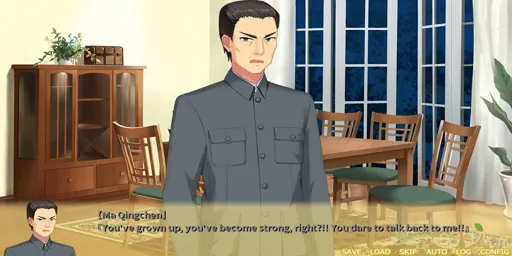 【Ma Qingchen】
『You've grown up, you've become strong, right?!! You dare to talk back to me!!』
SAVE LOAD SKIP AUTO LOG CONFIG